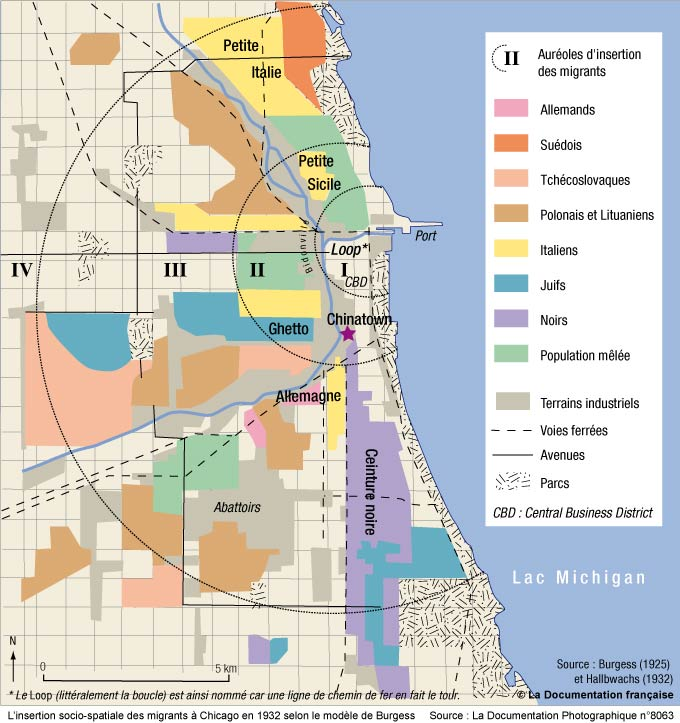 Petite
Italie
Petite
Sicile
Port
Bidonville
Loop*
IV
III
II
I
CBD
Chinatown
Ghetto
Allemagne
Ceinture noire
Abattoirs
Lac Michigan
II
Auréoles d'insertion
des migrants
Allemands
Suédois
Tchécoslovaques
Polonais et Lituaniens
Italiens
Juifs
Noirs
Population mêlée
Terrains industriels
Voies ferrées
Avenues
Parcs
CBD : Central Business District
N
0
5 km
Source : Burgess (1925)
et Hallbwachs (1932)
* Le Loop (littéralement la boucle) est ainsi nommé car une ligne de chemin de fer en fait le tour.
© La Documentation française
L'insertion socio-spatiale des migrants à Chicago en 1932 selon le modèle de Burgess Source : La Documentation Photographique n°8063